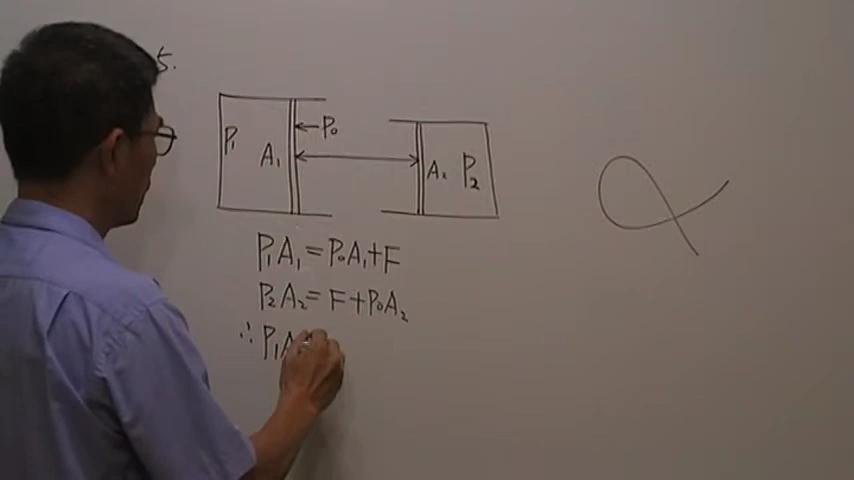 5.
P₁ A₁ ← P₀ A₂ P₂
P₁A₁ = P₀A₁ + F
P₂A₂ = F + P₀A₂
∴ P₁A